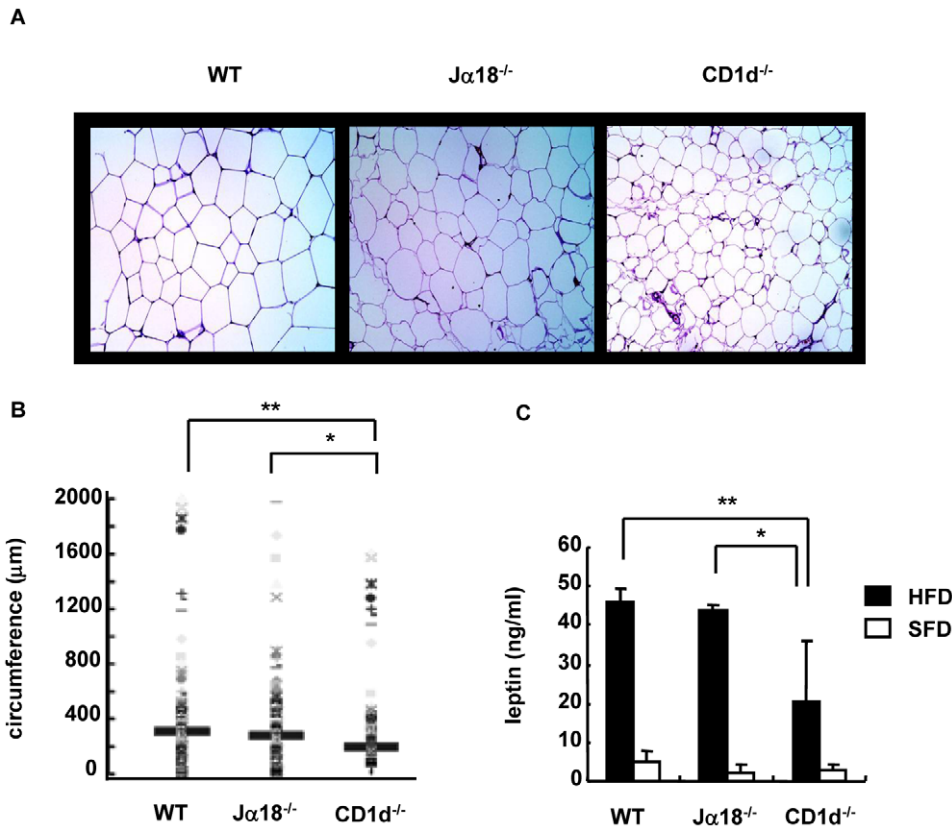 A
WT Jα18-/- CD1d-/-
B
**
*
2000
1600
1200
800
400
0
circumference (μm)
WT Jα18-/- CD1d-/-
C
**
*
60
50
40
30
20
10
0
leptin (ng/ml)
HFD
SFD
WT Jα18-/- CD1d-/-